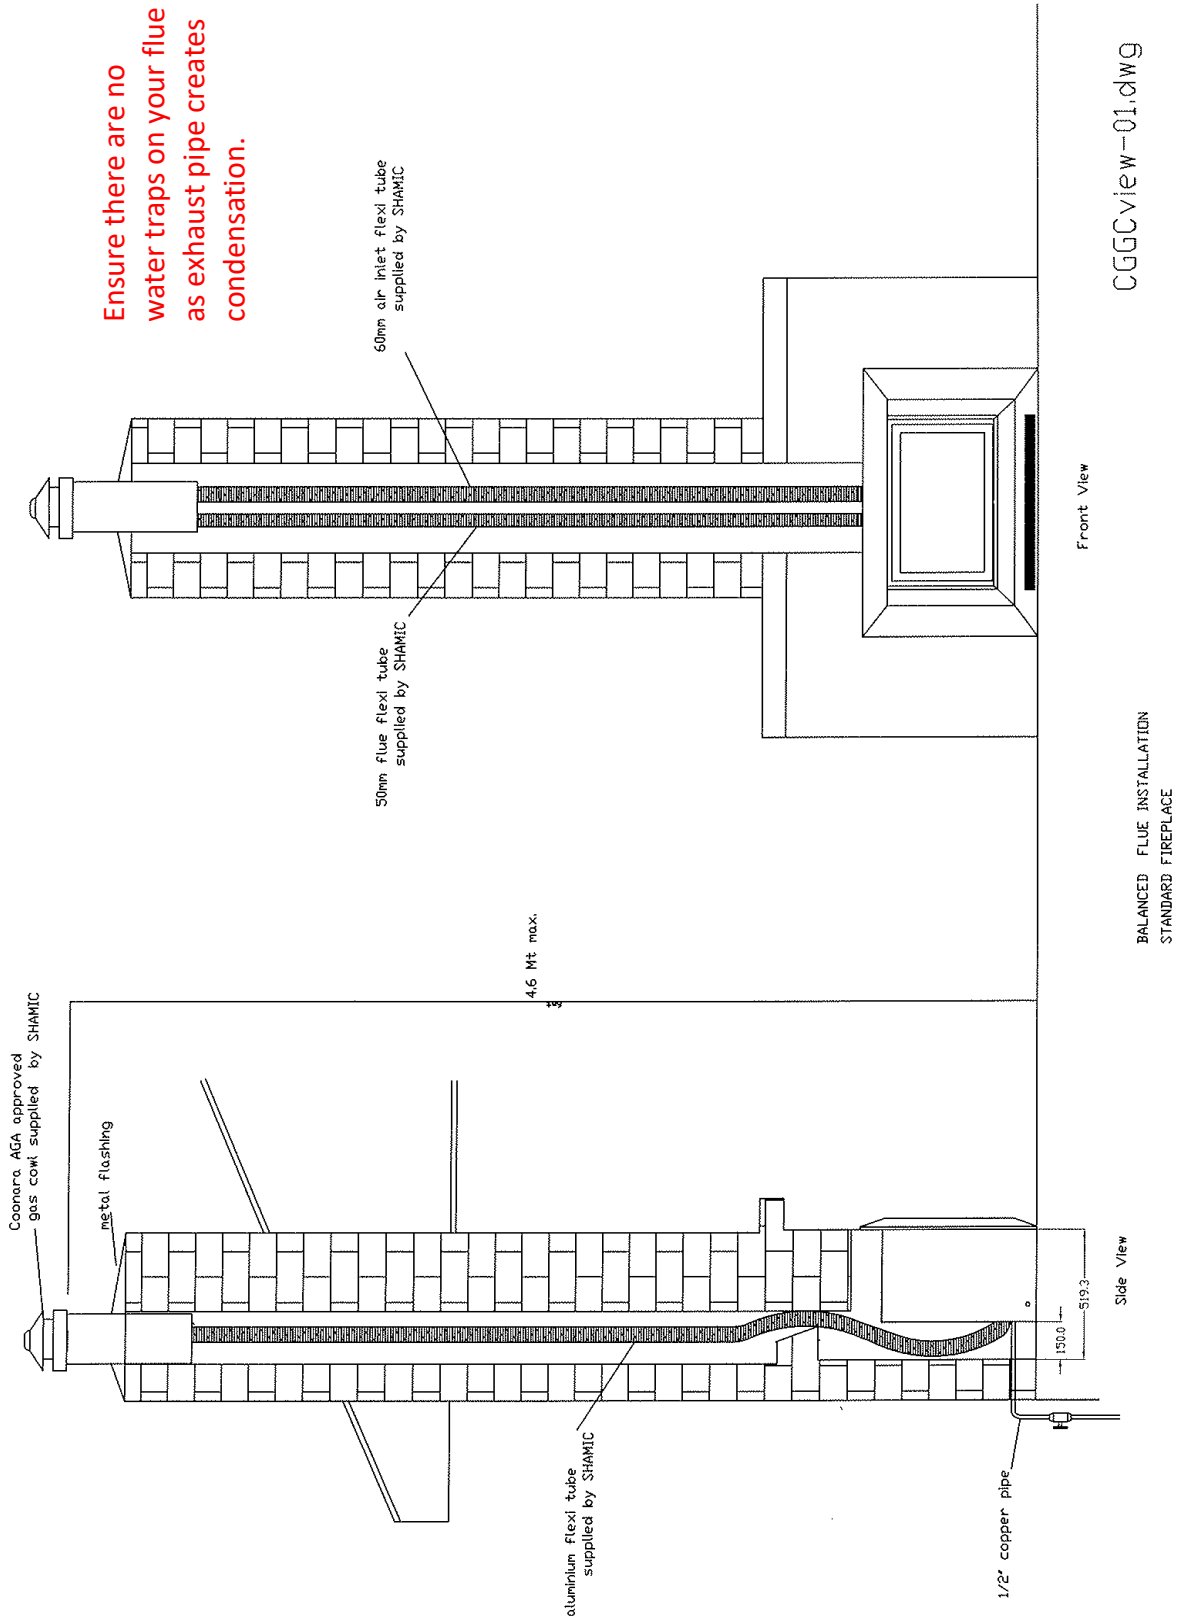 Coonara AGA approved
gas cowl supplied by SHAMIC
metal flashing
4.6 Mt max.
aluminium flexi tube
supplied by SHAMIC
1/2" copper pipe
150.0
519.3
Side View
Ensure there are no
water traps on your flue
as exhaust pipe creates
condensation.
60mm air inlet flexi tube
supplied by SHAMIC
50mm flue flexi tube
supplied by SHAMIC
Front View
BALANCED FLUE INSTALLATION
STANDARD FIREPLACE
CGGCview-01.dwg